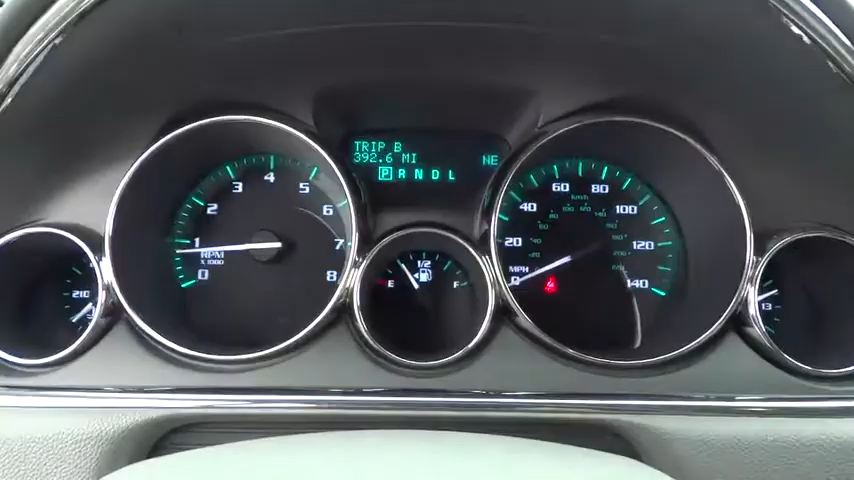 TRIP B
392.6 MI NE
PRNDL
0 1 2 3 4 5 6 7 8
RPM
X 1000
210
E 1/2 F
0 20 40 60 80 100 120 140
MPH
km/h
13